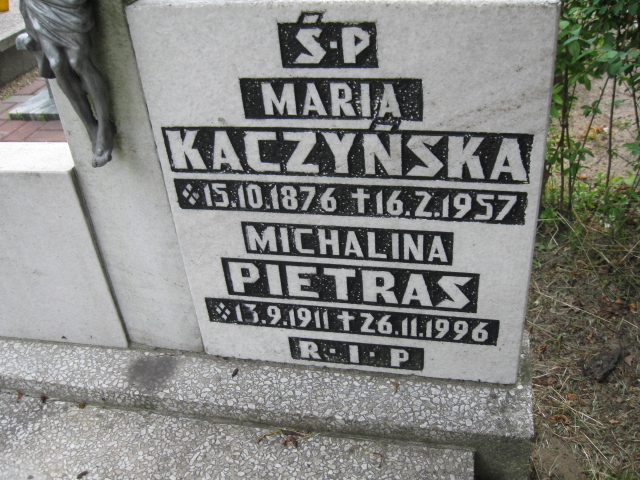 Ś·P
MARIA
KACZYŃSKA
15.10.1876 †16.2.1957
MICHALINA
PIETRAS
13.9.1911 †26.11.1996
R·I·P